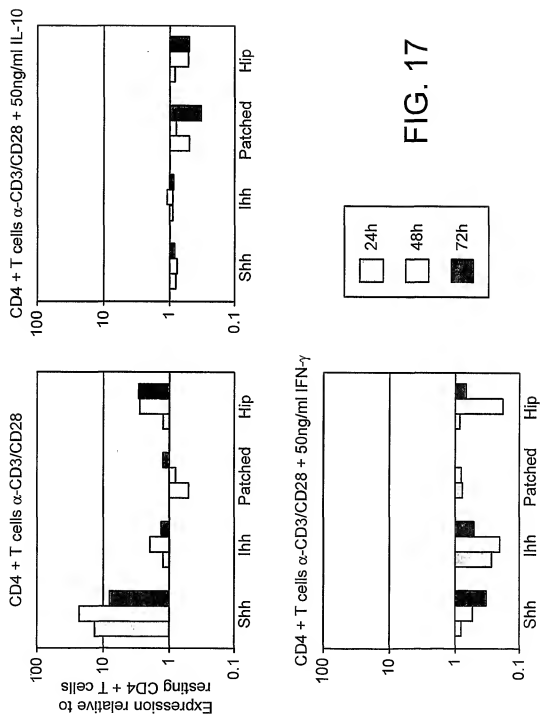 CD4 + T cells α-CD3/CD28
Expression relative to
resting CD4 + T cells
100
10
1
0.1
Shh
Ihh
Patched
Hip
CD4 + T cells α-CD3/CD28 + 50ng/ml IL-10
100
10
1
0.1
Shh
Ihh
Patched
Hip
CD4 + T cells α-CD3/CD28 + 50ng/ml IFN-γ
100
10
1
0.1
Shh
Ihh
Patched
Hip
24h
48h
72h
FIG. 17